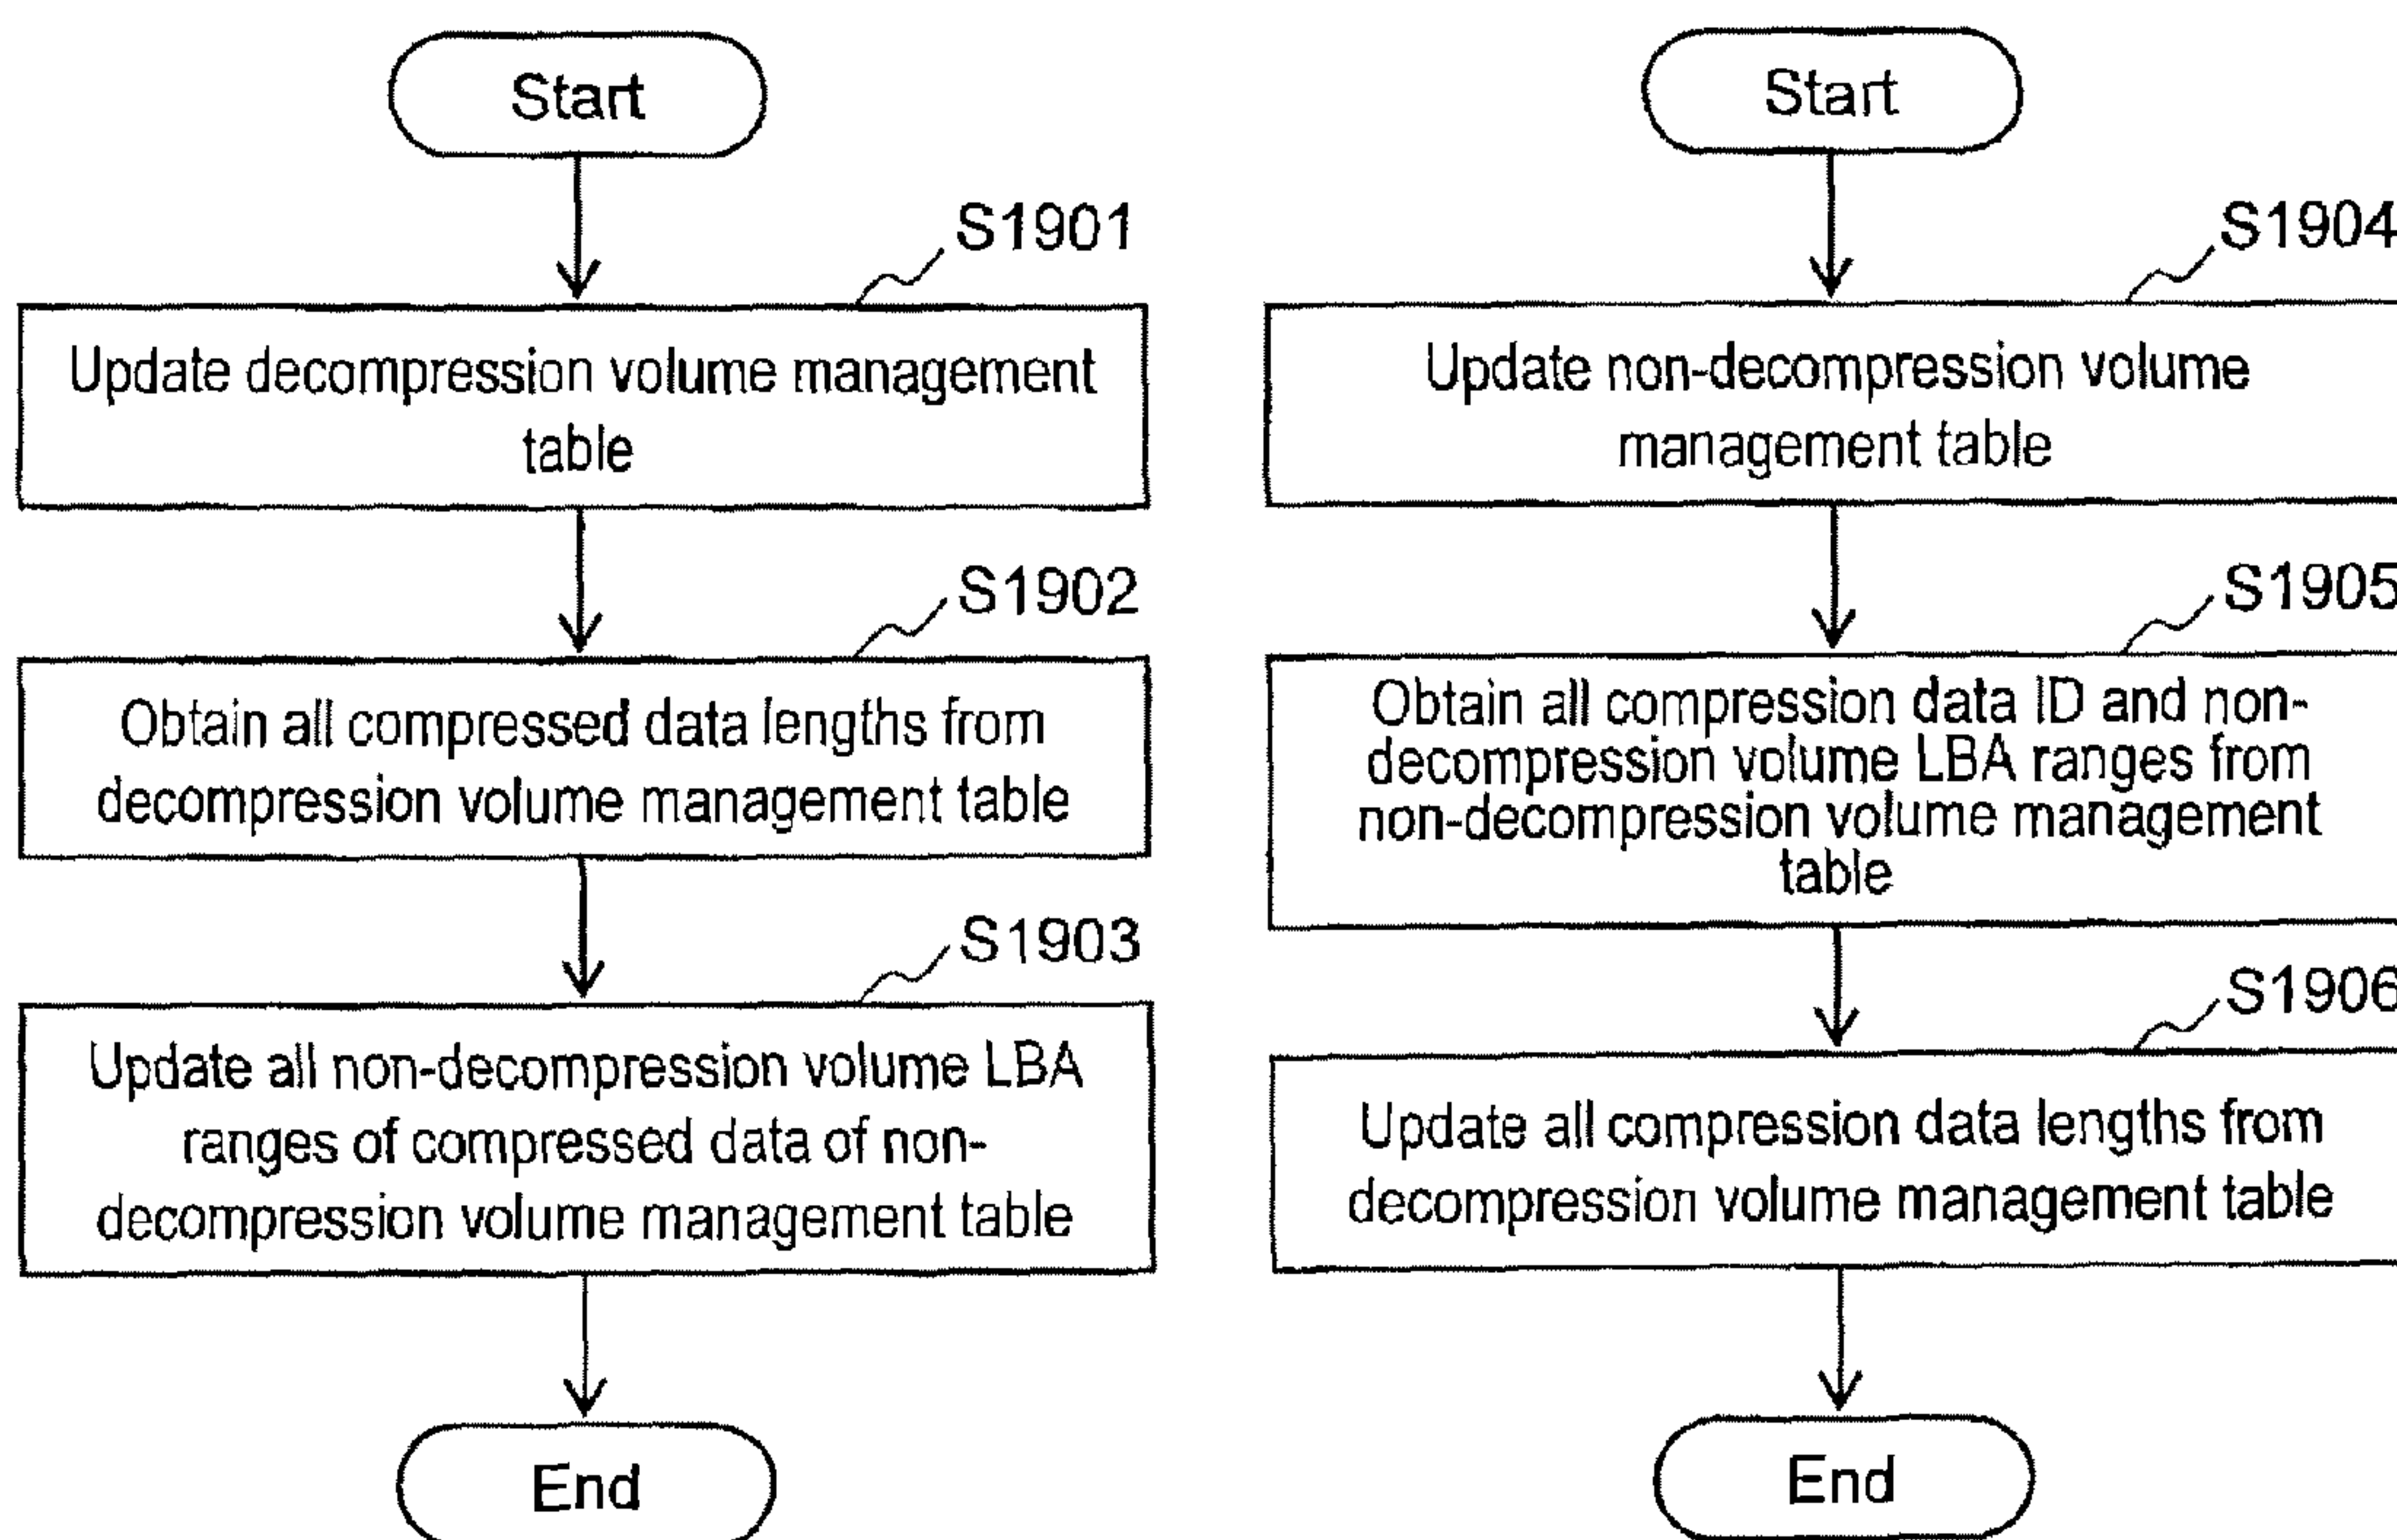 Start
S1901
Update decompression volume management
table
S1902
Obtain all compressed data lengths from
decompression volume management table
S1903
Update all non-decompression volume LBA
ranges of compressed data of non-
decompression volume management table
End
Start
S1904
Update non-decompression volume
management table
S1905
Obtain all compression data ID and non-
decompression volume LBA ranges from
non-decompression volume management
table
S1906
Update all compression data lengths from
decompression volume management table
End